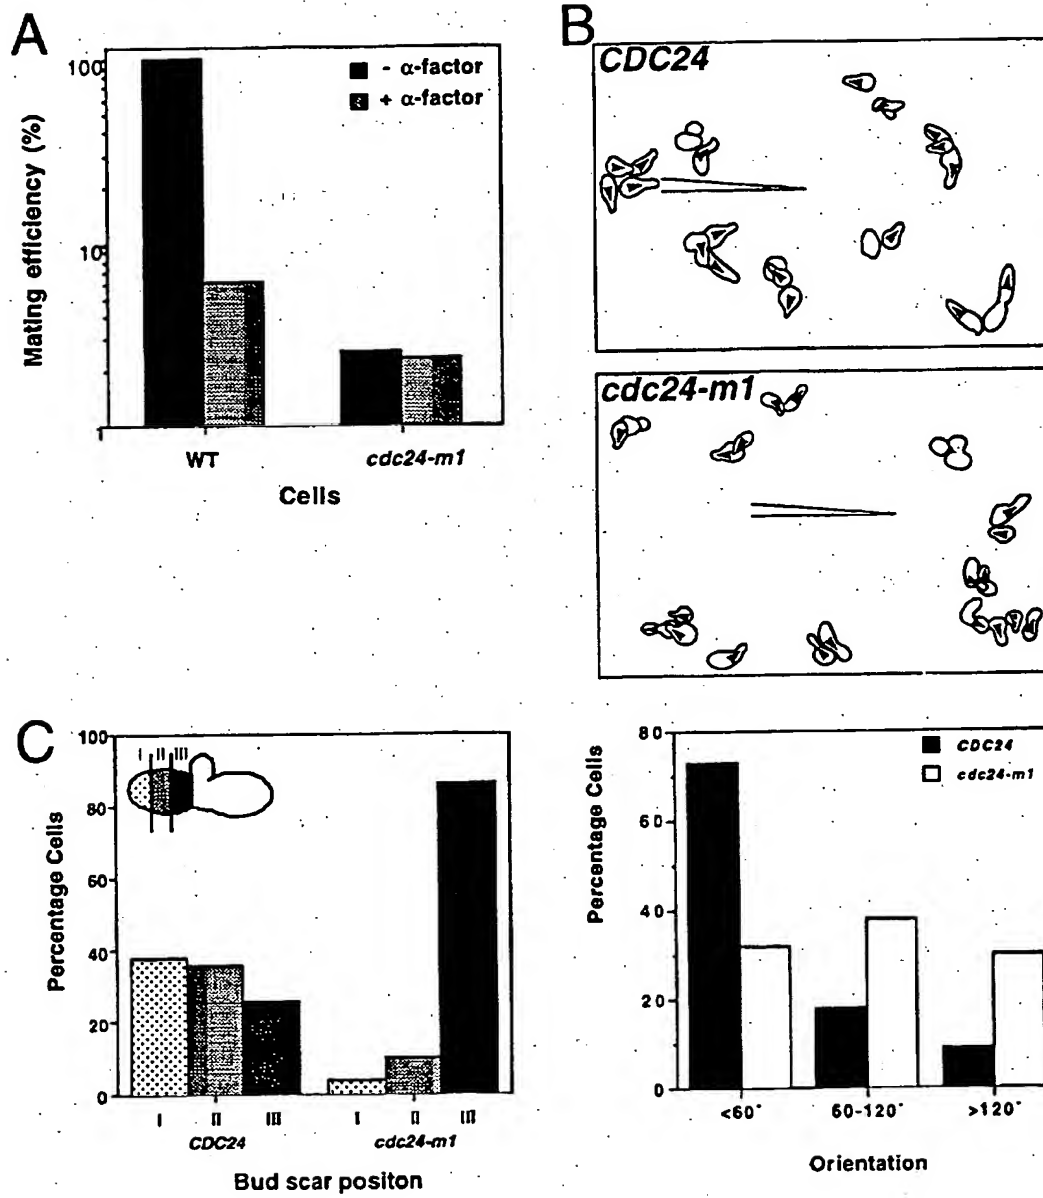 A
100
10
Mating efficiency (%)
- α-factor
+ α-factor
WT
cdc24-m1
Cells
B
CDC24
cdc24-m1
C
100
80
60
40
20
0
Percentage Cells
I II III
I II III
CDC24
I II III
cdc24-m1
Bud scar positon
80
60
40
20
0
Percentage Cells
CDC24
cdc24-m1
<60°
60-120°
>120°
Orientation